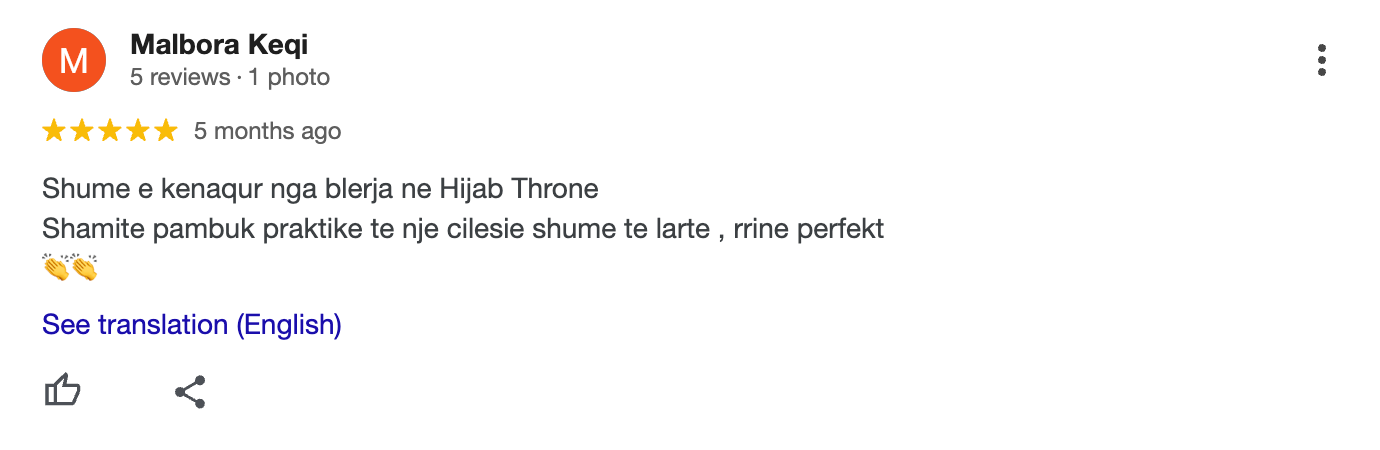 M
Malbora Keqi
5 reviews · 1 photo
5 months ago
Shume e kenaqur nga blerja ne Hijab Throne
Shamite pambuk praktike te nje cilesie shume te larte , rrine perfekt
👏👏
See translation (English)